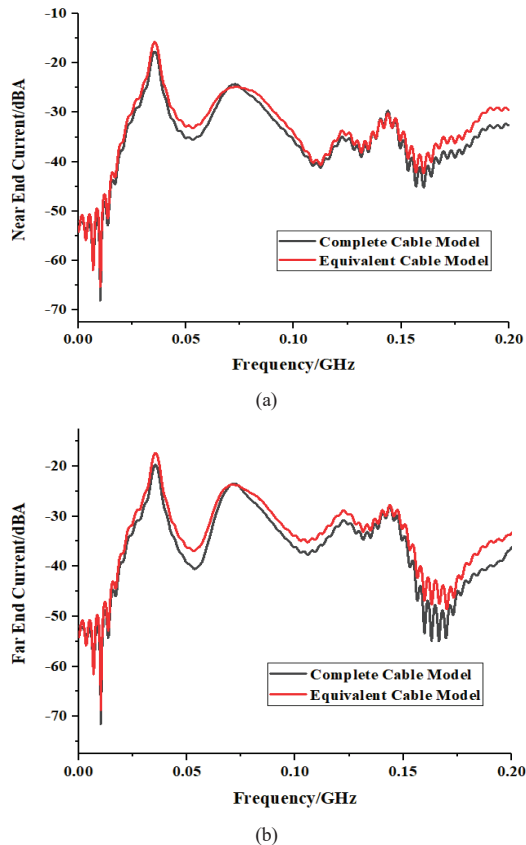 -10
-20
-30
-40
-50
-60
-70
Near End Current/dBA
Complete Cable Model
Equivalent Cable Model
0.00 0.05 0.10 0.15 0.20
Frequency/GHz
(a)
-20
-30
-40
-50
-60
-70
Far End Current/dBA
Complete Cable Model
Equivalent Cable Model
0.00 0.05 0.10 0.15 0.20
Frequency/GHz
(b)